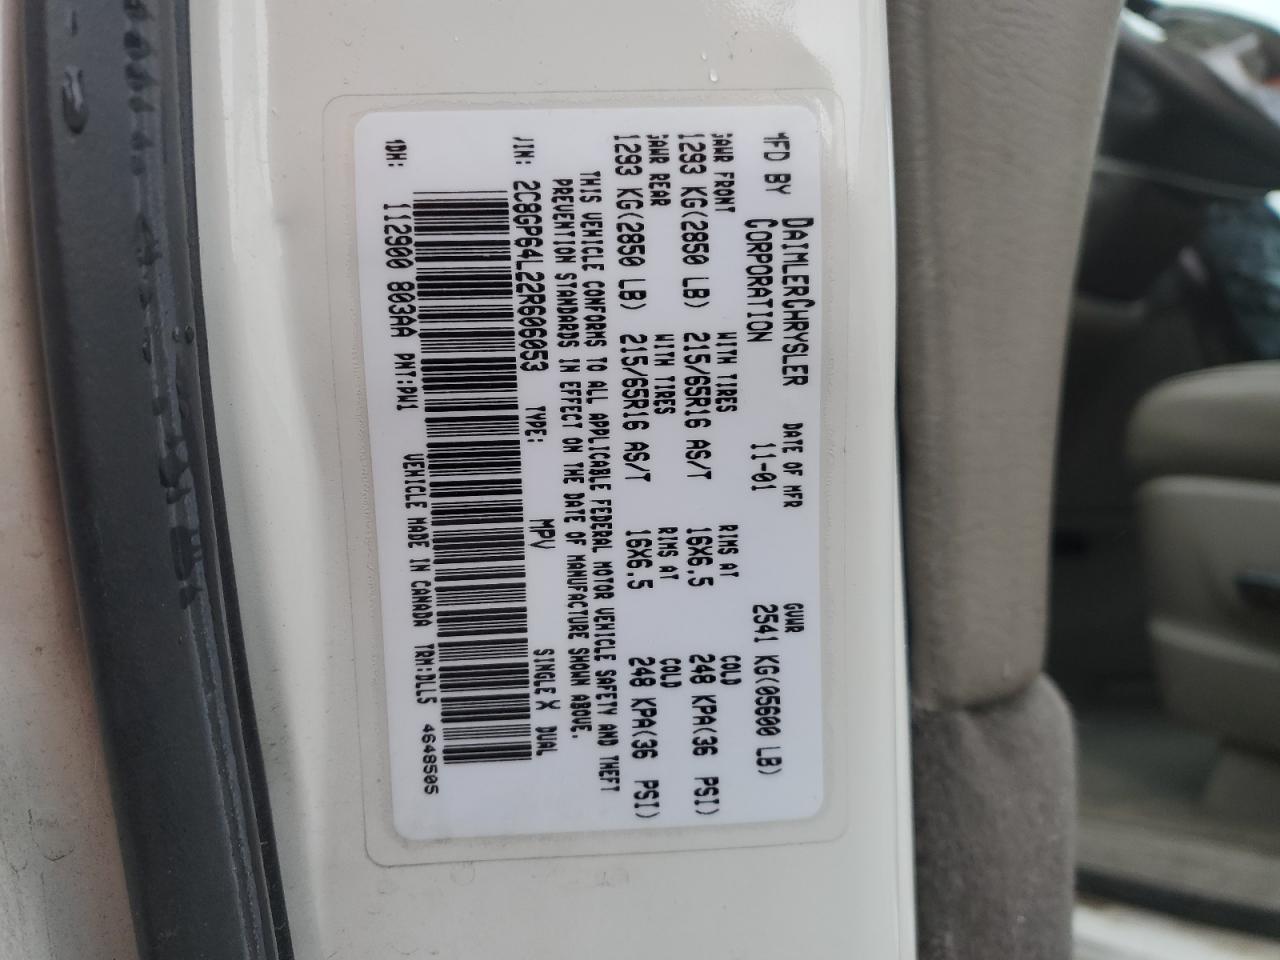 MFD BY DAIMLERCHRYSLER DATE OF MFR GVWR
CORPORATION 11-01 2541 KG(05600 LB)
GAWR FRONT WITH TIRES RIMS AT COLD
1293 KG(2850 LB) 215/65R16 AS/T 16X6.5 248 KPA(36 PSI)
GAWR REAR WITH TIRES RIMS AT COLD
1293 KG(2850 LB) 215/65R16 AS/T 16X6.5 248 KPA(36 PSI)
THIS VEHICLE CONFORMS TO ALL APPLICABLE FEDERAL MOTOR VEHICLE SAFETY AND THEFT
PREVENTION STANDARDS IN EFFECT ON THE DATE OF MANUFACTURE SHOWN ABOVE.
VIN: 2C8GP64L22R606053 TYPE: MPV SINGLE X DUAL
MDH: 112900 803AA PNT:PW1 VEHICLE MADE IN CANADA TRM:DLL5 4648505